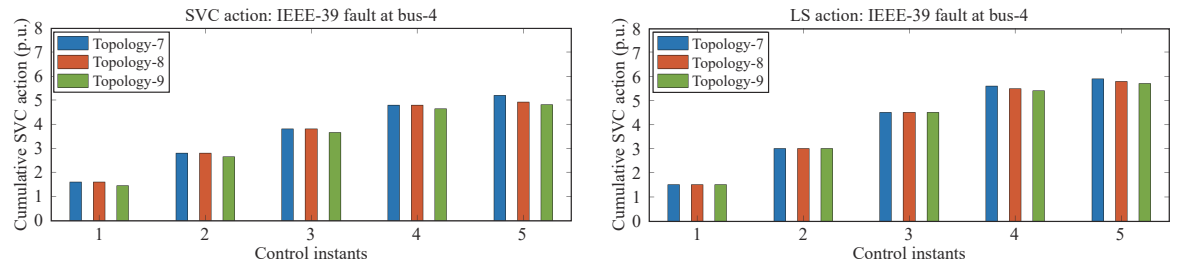 SVC action: IEEE-39 fault at bus-4
Cumulative SVC action (p.u.)
8
7
6
5
4
3
2
1
0
Topology-7
Topology-8
Topology-9
1 2 3 4 5
Control instants
LS action: IEEE-39 fault at bus-4
Cumulative SVC action (p.u.)
8
7
6
5
4
3
2
1
0
Topology-7
Topology-8
Topology-9
1 2 3 4 5
Control instants